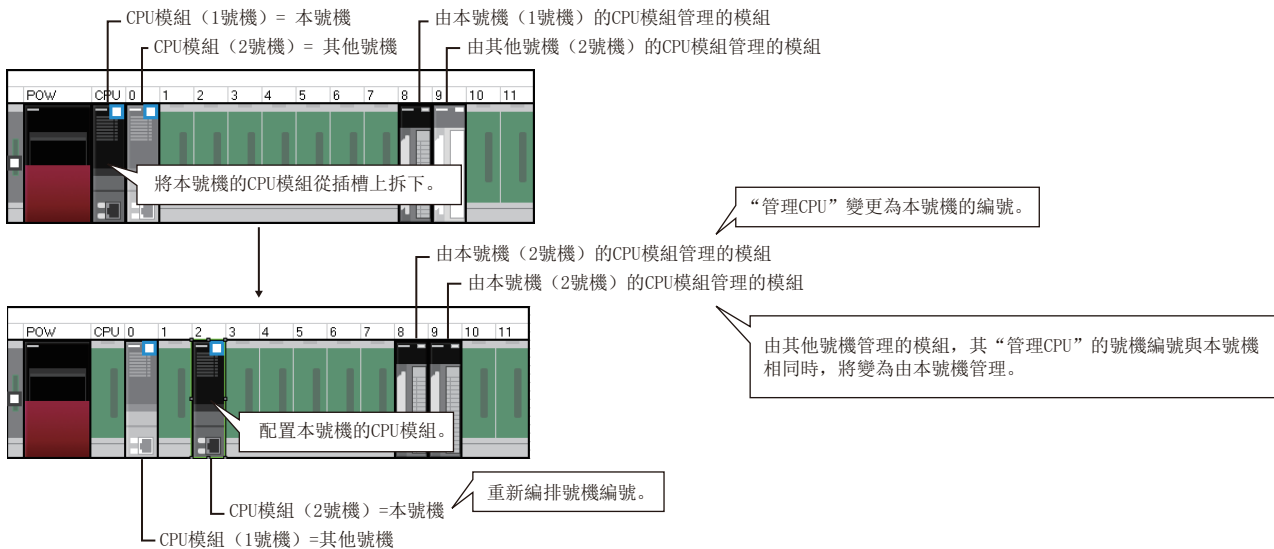 CPU模組（1號機）= 本號機
由本號機（1號機）的CPU模組管理的模組
CPU模組（2號機）= 其他號機
由其他號機（2號機）的CPU模組管理的模組
POW CPU 0 1 2 3 4 5 6 7 8 9 10 11
將本號機的CPU模組從插槽上拆下。
“管理CPU”變更為本號機的編號。
由本號機（2號機）的CPU模組管理的模組
由本號機（2號機）的CPU模組管理的模組
POW CPU 0 1 2 3 4 5 6 7 8 9 10 11
由其他號機管理的模組，其“管理CPU”的號機編號與本號機
相同時，將變為由本號機管理。
配置本號機的CPU模組。
重新編排號機編號。
CPU模組（2號機）=本號機
CPU模組（1號機）=其他號機